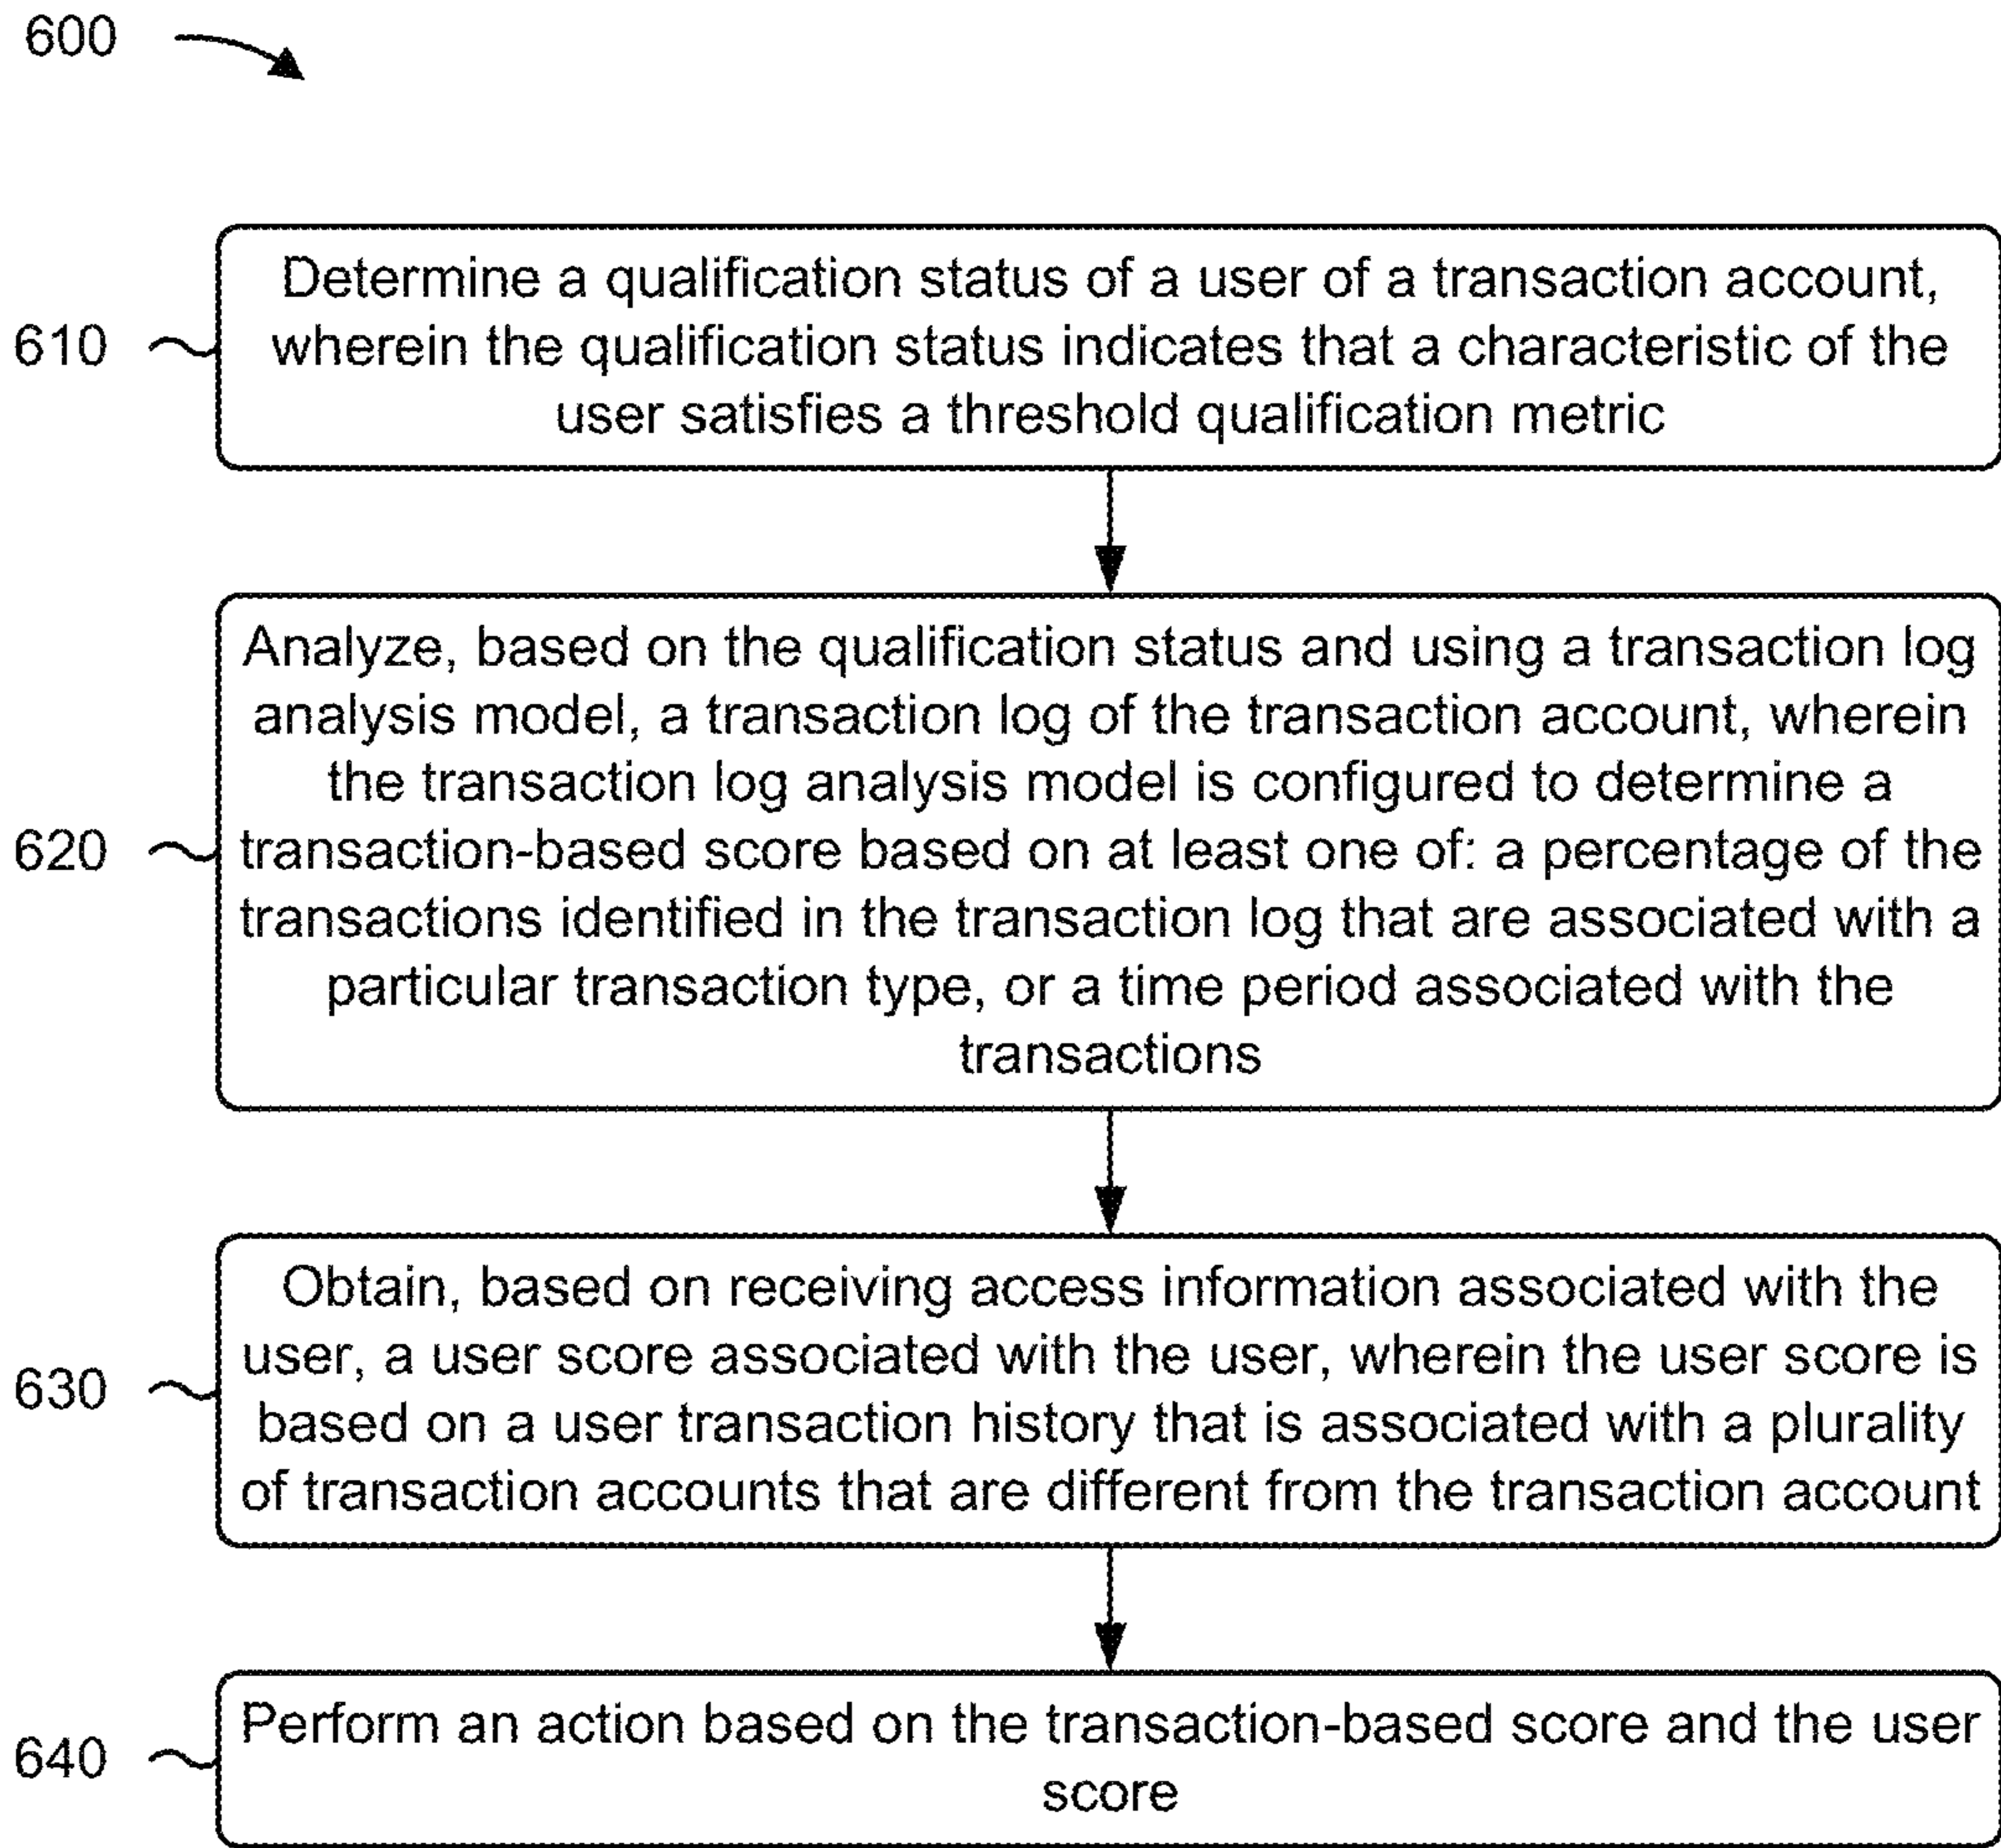 600
Determine a qualification status of a user of a transaction account,
610
wherein the qualification status indicates that a characteristic of the
user satisfies a threshold qualification metric
Analyze, based on the qualification status and using a transaction log
analysis model, a transaction log of the transaction account, wherein
the transaction log analysis model is configured to determine a
620
transaction-based score based on at least one of: a percentage of the
transactions identified in the transaction log that are associated with a
particular transaction type, or a time period associated with the
transactions
Obtain, based on receiving access information associated with the
user, a user score associated with the user, wherein the user score is
630
based on a user transaction history that is associated with a plurality
of transaction accounts that are different from the transaction account
Perform an action based on the transaction-based score and the user
640
score